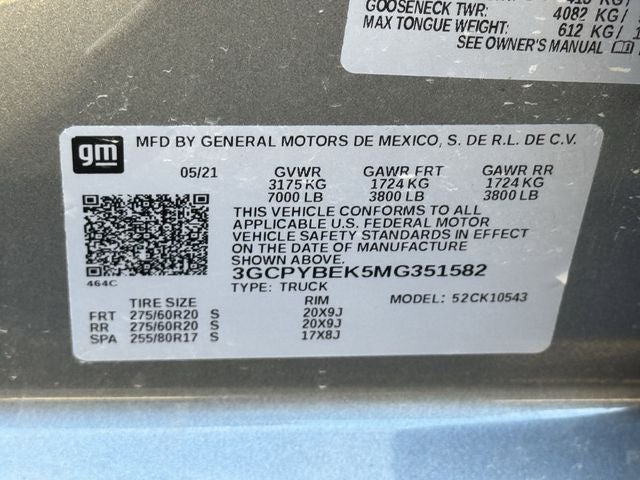 GOOSENECK TWR: 4082 KG/
MAX TONGUE WEIGHT: 612 KG/
SEE OWNER'S MANUAL
gm
MFD BY GENERAL MOTORS DE MEXICO, S. DE R.L. DE C.V.
05/21 GVWR GAWR FRT GAWR RR
3175 KG 1724 KG 1724 KG
7000 LB 3800 LB 3800 LB
THIS VEHICLE CONFORMS TO ALL
APPLICABLE U.S. FEDERAL MOTOR
VEHICLE SAFETY STANDARDS IN EFFECT
ON THE DATE OF MANUFACTURE
SHOWN ABOVE.
3GCPYBEK5MG351582
464C
TYPE: TRUCK MODEL: 52CK10543
TIRE SIZE RIM
FRT 275/60R20 S 20X9J
RR 275/60R20 S 20X9J
SPA 255/80R17 S 17X8J